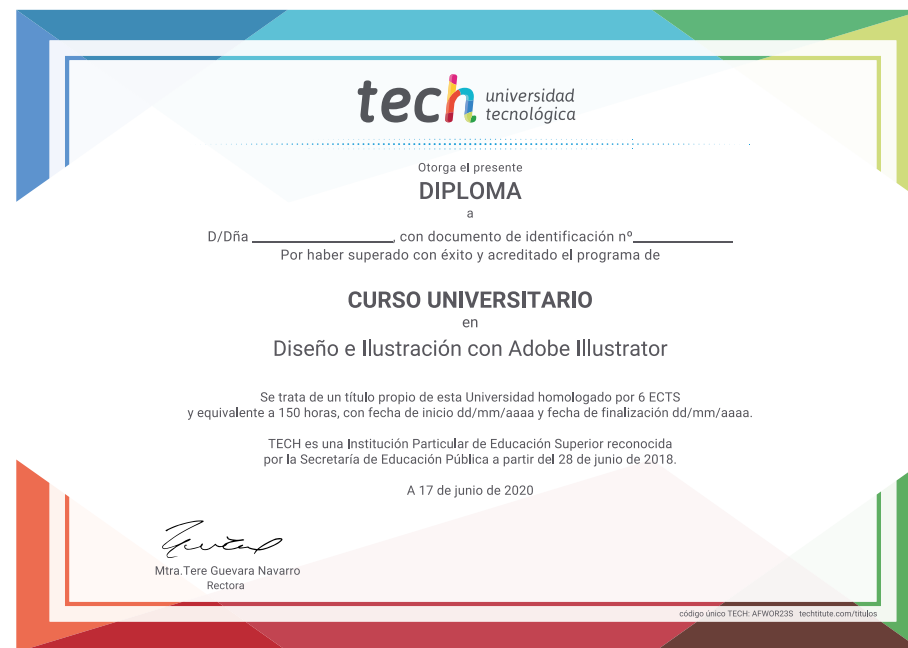 tech universidad
tecnológica
Otorga el presente
DIPLOMA
a
D/Dña ____________________, con documento de identificación nº______________
Por haber superado con éxito y acreditado el programa de
CURSO UNIVERSITARIO
en
Diseño e Ilustración con Adobe Illustrator
Se trata de un título propio de esta Universidad homologado por 6 ECTS
y equivalente a 150 horas, con fecha de inicio dd/mm/aaaa y fecha de finalización dd/mm/aaaa.
TECH es una Institución Particular de Educación Superior reconocida
por la Secretaría de Educación Pública a partir del 28 de junio de 2018.
A 17 de junio de 2020
Mtra.Tere Guevara Navarro
Rectora
código único TECH: AFWOR23S techtitute.com/titulos